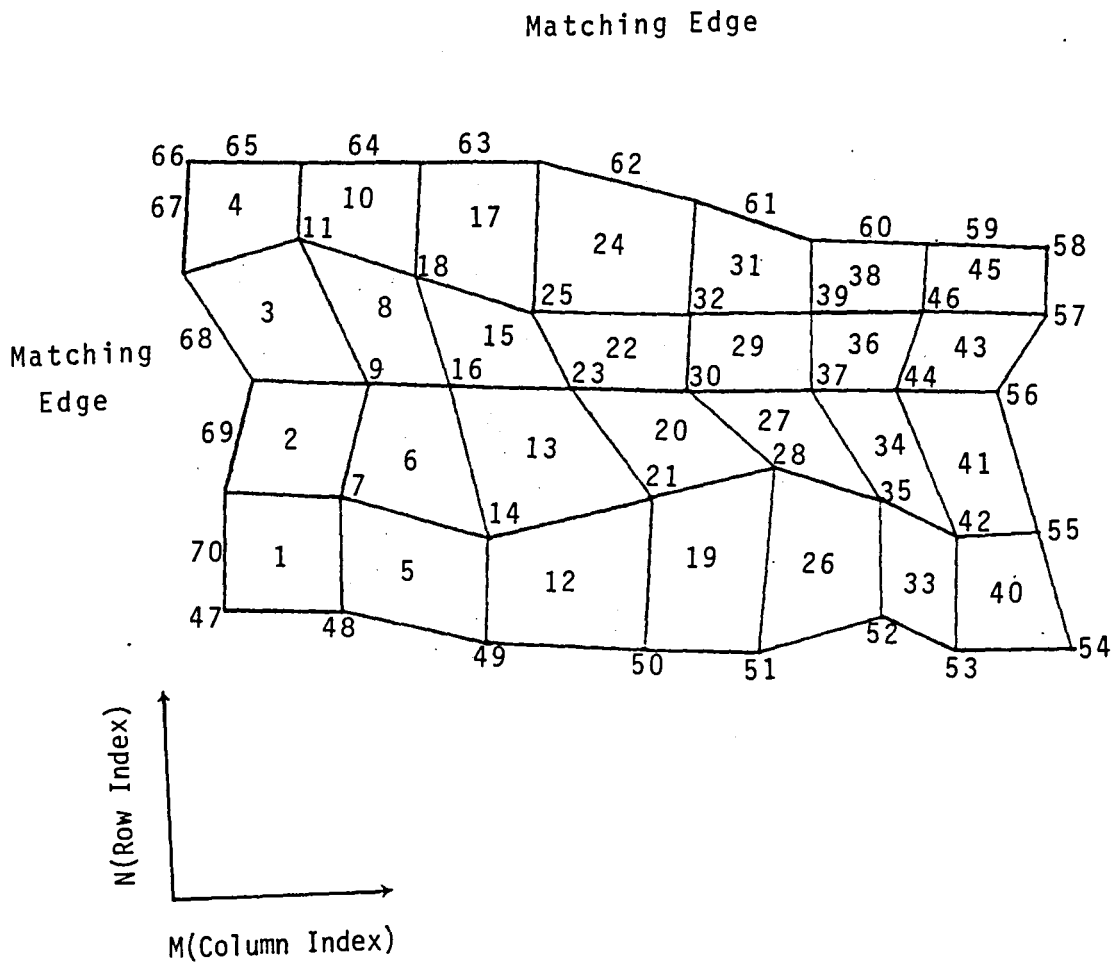 Matching Edge
66 65 64 63 62 61 60 59 58
67 4 10 17 24 31 38 45
11 18 25 32 39 46 57
68 3 8 15 22 29 36 43
Matching
Edge
9 16 23 30 37 44 56
69 2 6 13 20 27 34 41
7 14 21 28 35 42 55
70 1 5 12 19 26 33 40
47 48 49 50 51 52 53 54
N(Row Index)
M(Column Index)